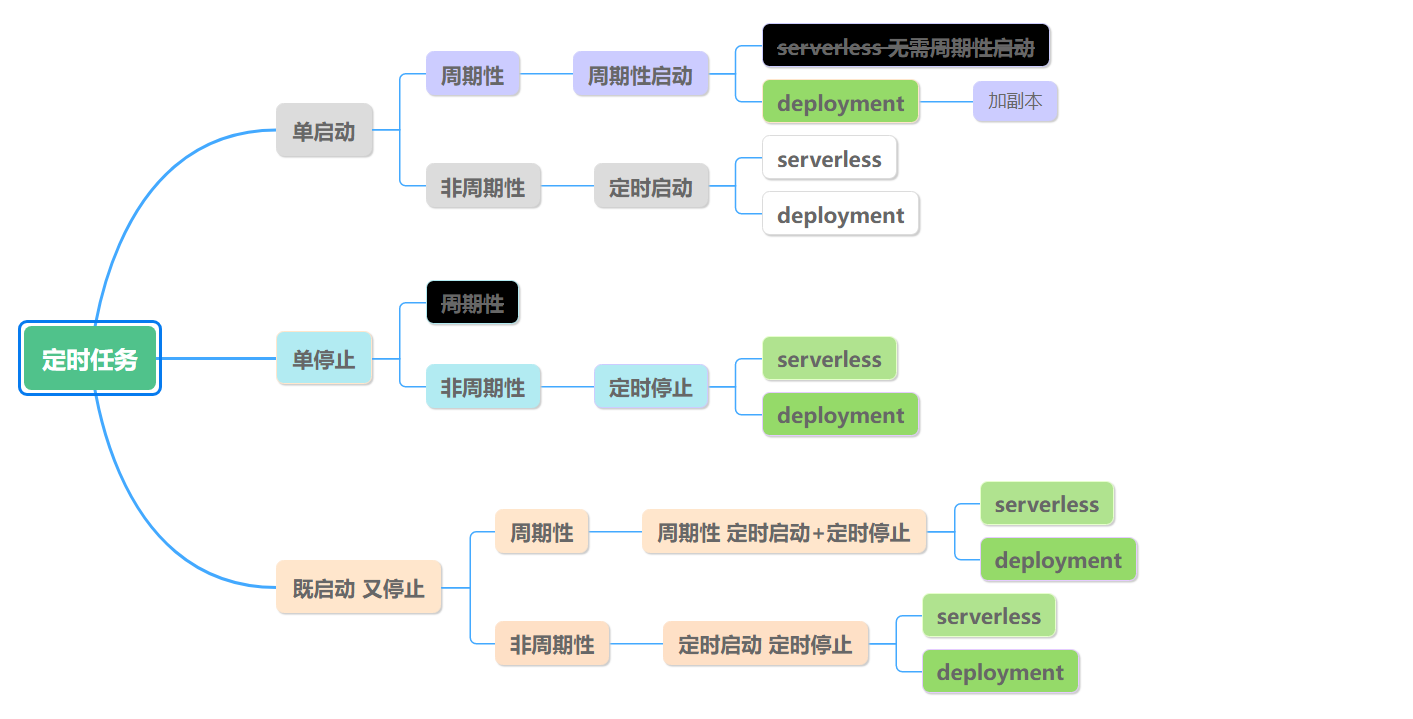 定时任务
单启动
周期性
周期性启动
serverless 无需周期性启动
deployment
加副本
非周期性
定时启动
serverless
deployment
单停止
周期性
非周期性
定时停止
serverless
deployment
既启动 又停止
周期性
周期性 定时启动+定时停止
serverless
deployment
非周期性
定时启动 定时停止
serverless
deployment